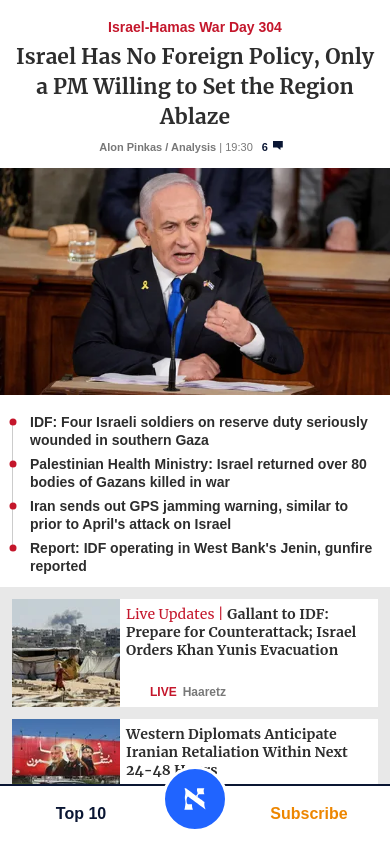 Israel-Hamas War Day 304
Israel Has No Foreign Policy, Only
a PM Willing to Set the Region
Ablaze
Alon Pinkas / Analysis | 19:30 6
IDF: Four Israeli soldiers on reserve duty seriously
wounded in southern Gaza
Palestinian Health Ministry: Israel returned over 80
bodies of Gazans killed in war
Iran sends out GPS jamming warning, similar to
prior to April's attack on Israel
Report: IDF operating in West Bank's Jenin, gunfire
reported
Live Updates | Gallant to IDF:
Prepare for Counterattack; Israel
Orders Khan Yunis Evacuation
LIVE Haaretz
Western Diplomats Anticipate
Iranian Retaliation Within Next
24-48 Hours
Top 10
Subscribe